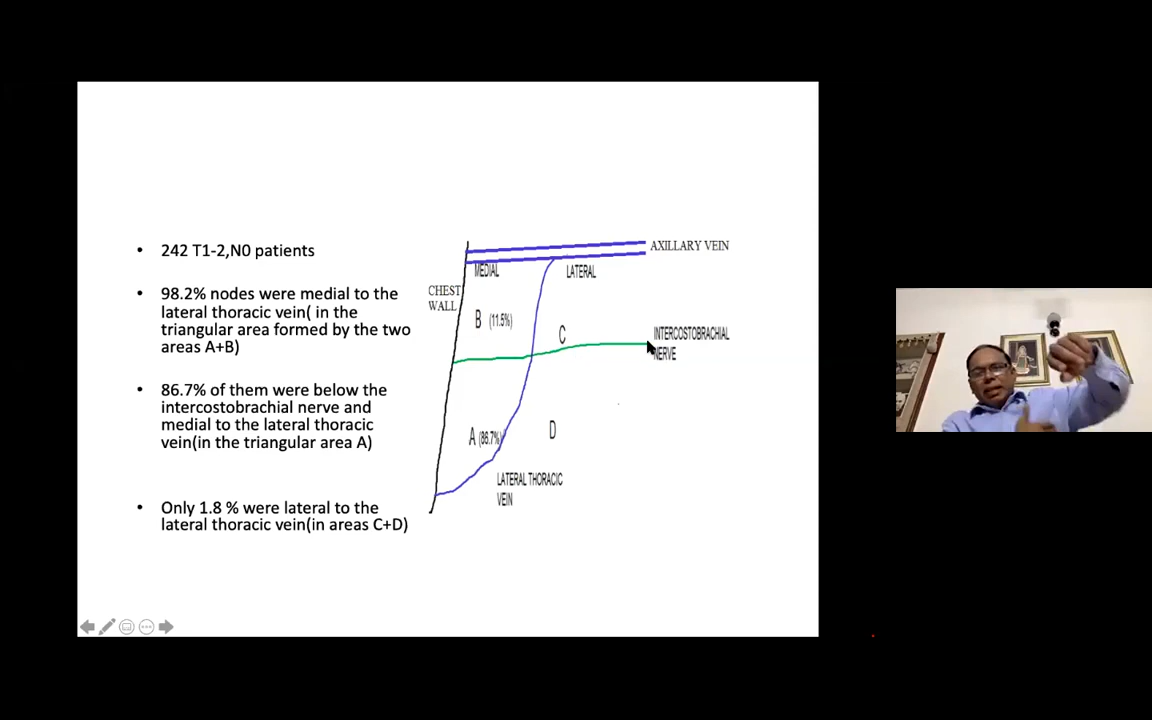 • 242 T1-2,N0 patients
• 98.2% nodes were medial to the
lateral thoracic vein( in the
triangular area formed by the two
areas A+B)
• 86.7% of them were below the
intercostobrachial nerve and
medial to the lateral thoracic
vein(in the triangular area A)
• Only 1.8 % were lateral to the
lateral thoracic vein(in areas C+D)
AXILLARY VEIN
MEDIAL
LATERAL
CHEST
WALL
B (11.5%)
C
INTERCOSTOBRACHIAL
NERVE
A (86.7%)
D
LATERAL THORACIC
VEIN